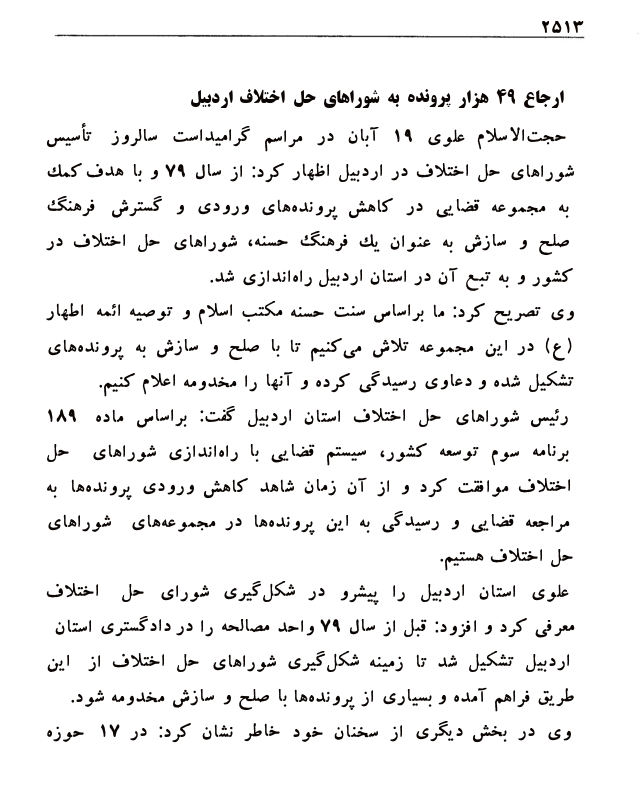 ۲۵۱۳
ارجاع ۴۹ هزار پرونده به شوراهای حل اختلاف اردبیل
حجت‌الاسلام علوی ۱۹ آبان در مراسم گرامیداست سالروز تأسیس
شوراهای حل اختلاف در اردبیل اظهار کرد: از سال ۷۹ و با هدف کمك
به مجموعه قضایی در کاهش پرونده‌های ورودی و گسترش فرهنگ
صلح و سازش به عنوان یك فرهنگ حسنه، شوراهای حل اختلاف در
کشور و به تبع آن در استان اردبیل راه‌اندازی شد.
وی تصریح کرد: ما براساس سنت حسنه مکتب اسلام و توصیه ائمه اطهار
(ع) در این مجموعه تلاش می‌کنیم تا با صلح و سازش به پرونده‌های
تشکیل شده و دعاوی رسیدگی کرده و آنها را مخدومه اعلام کنیم.
رئیس شوراهای حل اختلاف استان اردبیل گفت: براساس ماده ۱۸۹
برنامه سوم توسعه کشور، سیستم قضایی با راه‌اندازی شوراهای حل
اختلاف موافقت کرد و از آن زمان شاهد کاهش ورودی پرونده‌ها به
مراجعه قضایی و رسیدگی به این پرونده‌ها در مجموعه‌های شوراهای
حل اختلاف هستیم.
علوی استان اردبیل را پیشرو در شکل‌گیری شورای حل اختلاف
معرفی کرد و افزود: قبل از سال ۷۹ واحد مصالحه را در دادگستری استان
اردبیل تشکیل شد تا زمینه شکل‌گیری شوراهای حل اختلاف از این
طریق فراهم آمده و بسیاری از پرونده‌ها با صلح و سازش مخدومه شود.
وی در بخش دیگری از سخنان خود خاطر نشان کرد: در ۱۷ حوزه